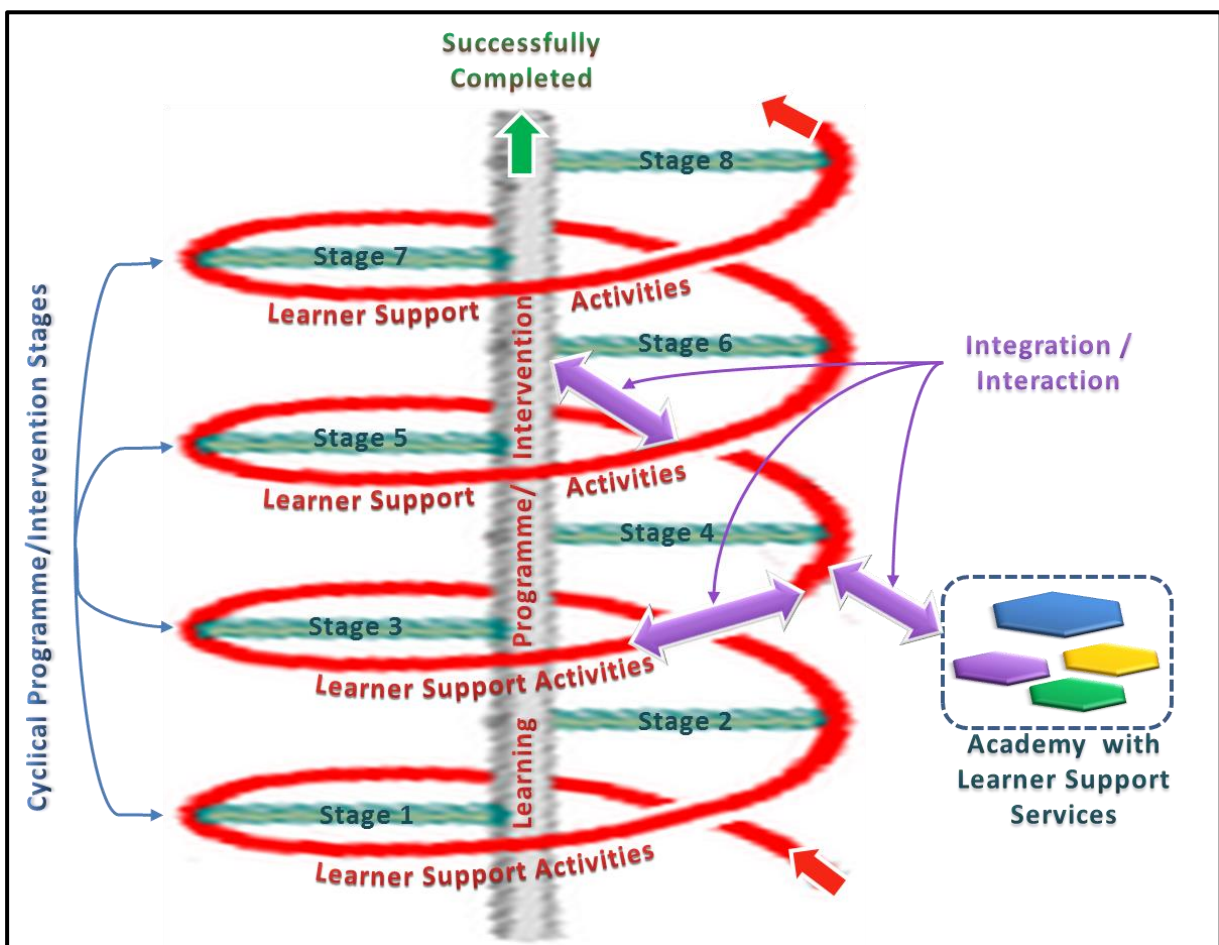 Successfully
Completed
Stage 8
Stage 7
Learner Support Activities
Stage 6
Integration /
Interaction
Stage 5
Learner Support Activities
Stage 4
Stage 3
Learner Support Activities
Stage 2
Academy with
Learner Support
Services
Stage 1
Learner Support Activities
Learning Programme/ Intervention
Cyclical Programme/Intervention Stages